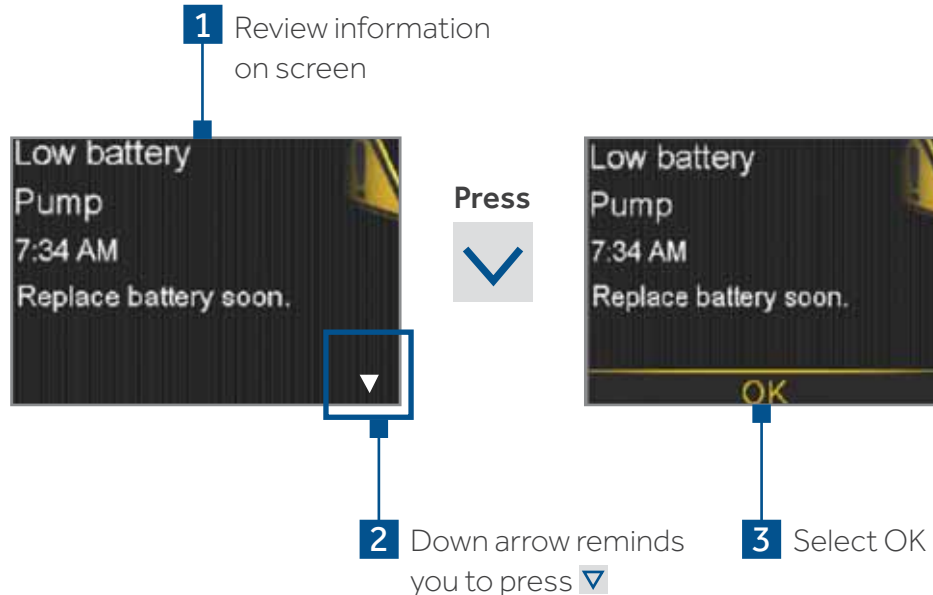 1 Review information
on screen
Low battery
Pump
7:34 AM
Replace battery soon.
Press
Low battery
Pump
7:34 AM
Replace battery soon.
OK
2 Down arrow reminds
you to press
3 Select OK